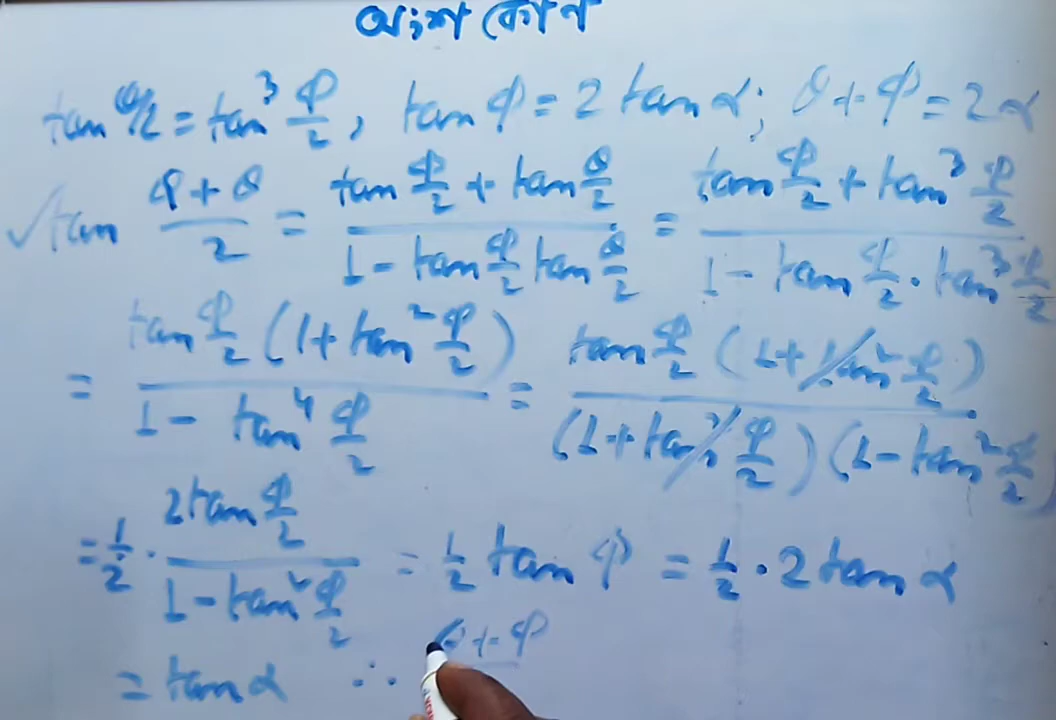 অংশ কোণ
tan θ/2 = tan³ φ/2, tan φ = 2 tan α; θ + φ = 2α
✓tan (φ + θ)/2 = (tan φ/2 + tan θ/2)/(1 - tan φ/2 tan θ/2) = (tan φ/2 + tan³ φ/2)/(1 - tan φ/2 · tan³ φ/2)
= (tan φ/2 (1 + tan² φ/2))/(1 - tan⁴ φ/2) = (tan φ/2 (1 + tan² φ/2))/((1 + tan² φ/2)(1 - tan² φ/2))
= 1/2 · (2 tan φ/2)/(1 - tan² φ/2) = 1/2 tan φ = 1/2 · 2 tan α
= tan α ∴ θ + φ